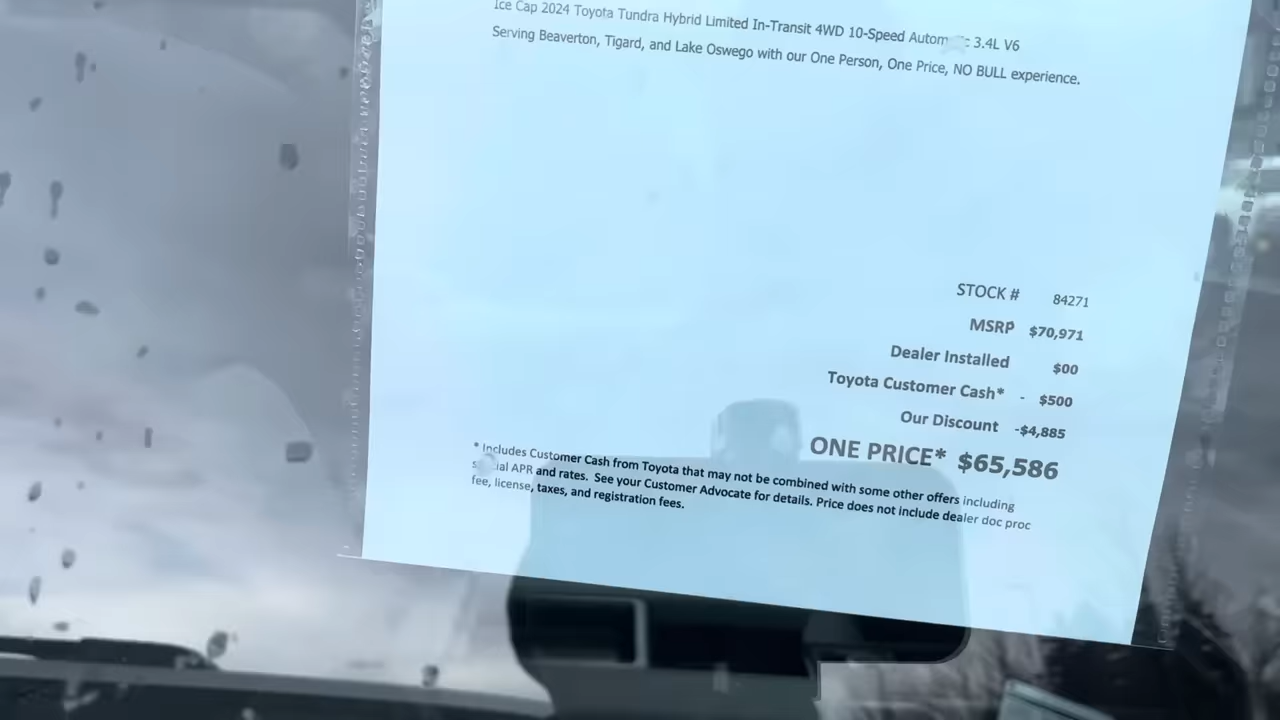 Ice Cap 2024 Toyota Tundra Hybrid Limited In-Transit 4WD 10-Speed 3.4L V6
Serving Beaverton, Tigard, and Lake Oswego with our One Person, One Price, NO BULL experience.
STOCK # 84271
MSRP $70,971
Dealer Installed $00
Toyota Customer Cash* - $500
Our Discount -$4,885
ONE PRICE* $65,586
* Includes Customer Cash from Toyota that may not be combined with some other offers including
APR and rates. See your Customer Advocate for details. Price does not include dealer doc proc
fee, license, taxes, and registration fees.